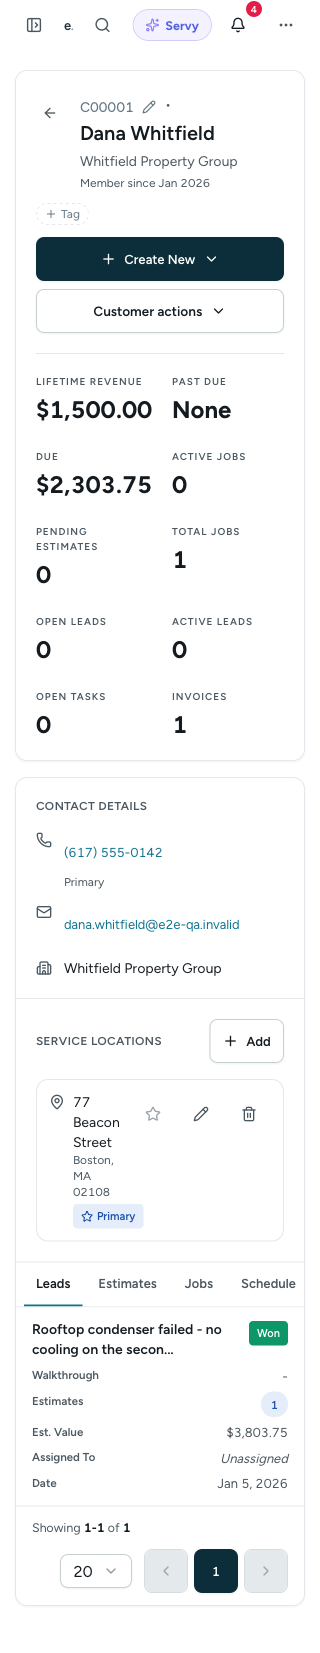 e.
Servy
4
C00001
Dana Whitfield
Whitfield Property Group
Member since Jan 2026
+ Tag
+ Create New
Customer actions
LIFETIME REVENUE PAST DUE
$1,500.00 None
DUE ACTIVE JOBS
$2,303.75 0
PENDING ESTIMATES TOTAL JOBS
0 1
OPEN LEADS ACTIVE LEADS
0 0
OPEN TASKS INVOICES
0 1
CONTACT DETAILS
(617) 555-0142
Primary
dana.whitfield@e2e-qa.invalid
Whitfield Property Group
SERVICE LOCATIONS + Add
77
Beacon
Street
Boston,
MA
02108
Primary
Leads Estimates Jobs Schedule
Rooftop condenser failed - no Won
cooling on the secon...
Walkthrough -
Estimates 1
Est. Value $3,803.75
Assigned To Unassigned
Date Jan 5, 2026
Showing 1-1 of 1
20 1